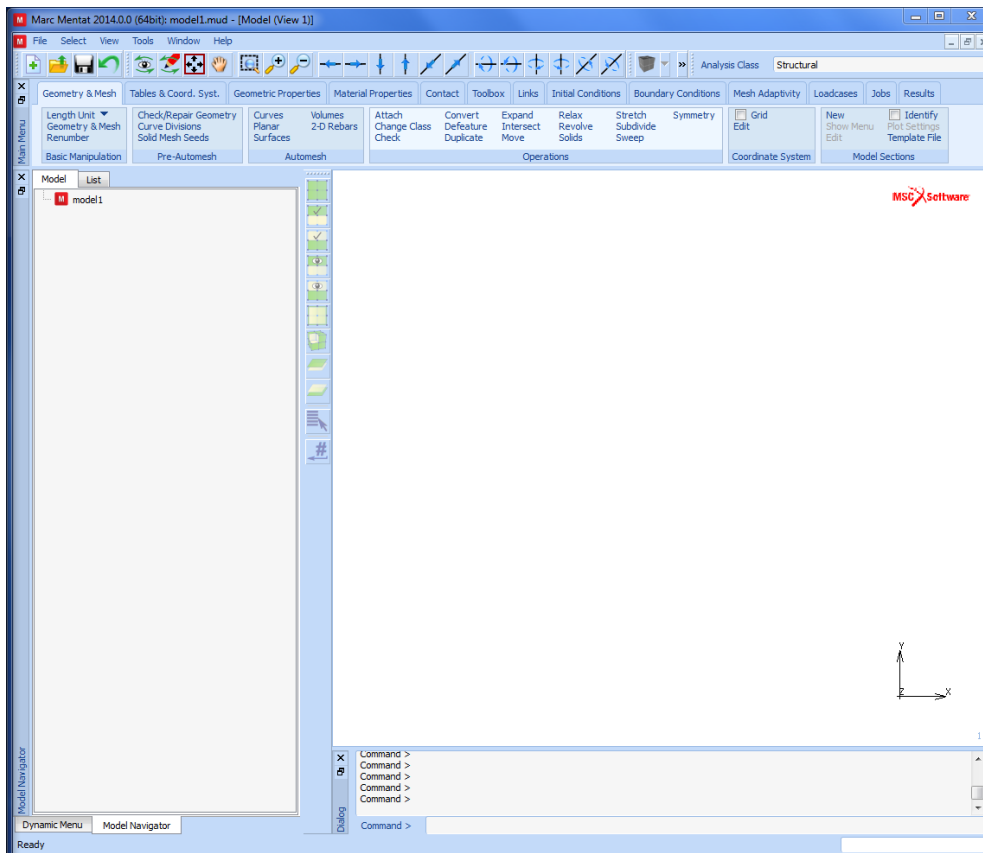 Marc Mentat 2014.0.0 (64bit): model1.mud - [Model (View 1)]
File Select View Tools Window Help
Analysis Class Structural
Geometry & Mesh Tables & Coord. Syst. Geometric Properties Material Properties Contact Toolbox Links Initial Conditions Boundary Conditions Mesh Adaptivity Loadcases Jobs Results
Main Menu
Length Unit
Geometry & Mesh
Renumber
Basic Manipulation
Check/Repair Geometry
Curve Divisions
Solid Mesh Seeds
Pre-Automesh
Curves Volumes
Planar 2-D Rebars
Surfaces
Automesh
Attach Convert Expand Relax Stretch Symmetry
Change Class Defeature Intersect Revolve Subdivide
Check Duplicate Move Solids Sweep
Operations
Grid
Edit
Coordinate System
New Identify
Show Menu Plot Settings
Edit Template File
Model Sections
Model List
model1
MSC Software
Y
Z X
1
Model Navigator
Dialog
Command >
Command >
Command >
Command >
Command >
Command >
Dynamic Menu Model Navigator
Ready